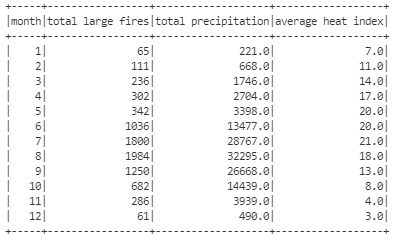 +-----+-----------------+-------------------+------------------+
|month|total large fires|total precipitation|average heat index|
+-----+-----------------+-------------------+------------------+
|    1|               65|              221.0|               7.0|
|    2|              111|              668.0|              11.0|
|    3|              236|             1746.0|              14.0|
|    4|              302|             2704.0|              17.0|
|    5|              342|             3398.0|              20.0|
|    6|             1036|            13477.0|              20.0|
|    7|             1800|            28767.0|              21.0|
|    8|             1984|            32295.0|              18.0|
|    9|             1250|            26668.0|              13.0|
|   10|              682|            14439.0|               8.0|
|   11|              286|             3939.0|               4.0|
|   12|               61|              490.0|               3.0|
+-----+-----------------+-------------------+------------------+